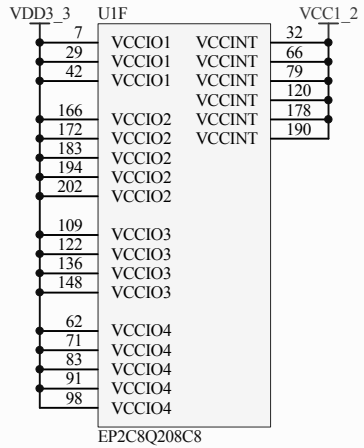 VDD3_3 U1F VCC1_2
7 VCCIO1 VCCINT 32
29 VCCIO1 VCCINT 66
42 VCCIO1 VCCINT 79
VCCINT 120
166 VCCIO2 VCCINT 178
172 VCCIO2 VCCINT 190
183 VCCIO2
194 VCCIO2
202 VCCIO2
109 VCCIO3
122 VCCIO3
136 VCCIO3
148 VCCIO3
62 VCCIO4
71 VCCIO4
83 VCCIO4
91 VCCIO4
98 VCCIO4
EP2C8Q208C8